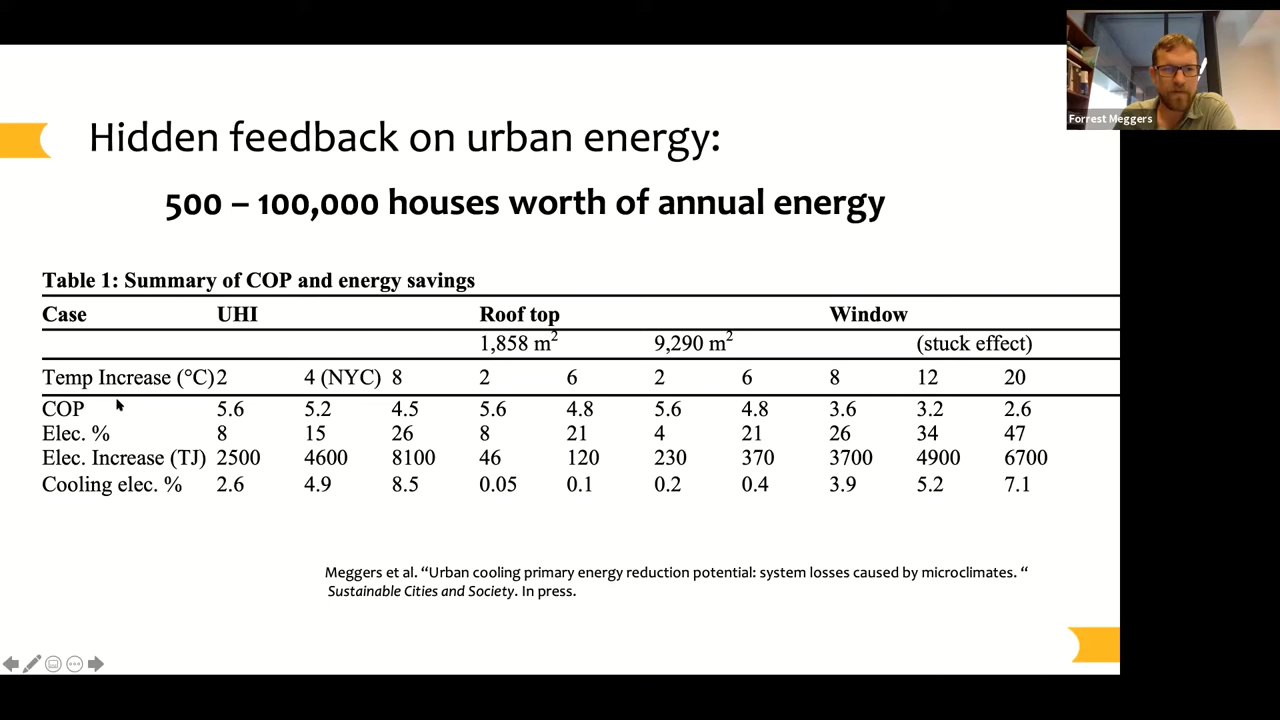 Forrest Meggers
Hidden feedback on urban energy:
500 – 100,000 houses worth of annual energy
Table 1: Summary of COP and energy savings
Case UHI Roof top Window
1,858 m² 9,290 m² (stuck effect)
Temp Increase (°C) 2 4 (NYC) 8 2 6 2 6 8 12 20
COP 5.6 5.2 4.5 5.6 4.8 5.6 4.8 3.6 3.2 2.6
Elec. % 8 15 26 8 21 4 21 26 34 47
Elec. Increase (TJ) 2500 4600 8100 46 120 230 370 3700 4900 6700
Cooling elec. % 2.6 4.9 8.5 0.05 0.1 0.2 0.4 3.9 5.2 7.1
Meggers et al. “Urban cooling primary energy reduction potential: system losses caused by microclimates. “
Sustainable Cities and Society. In press.